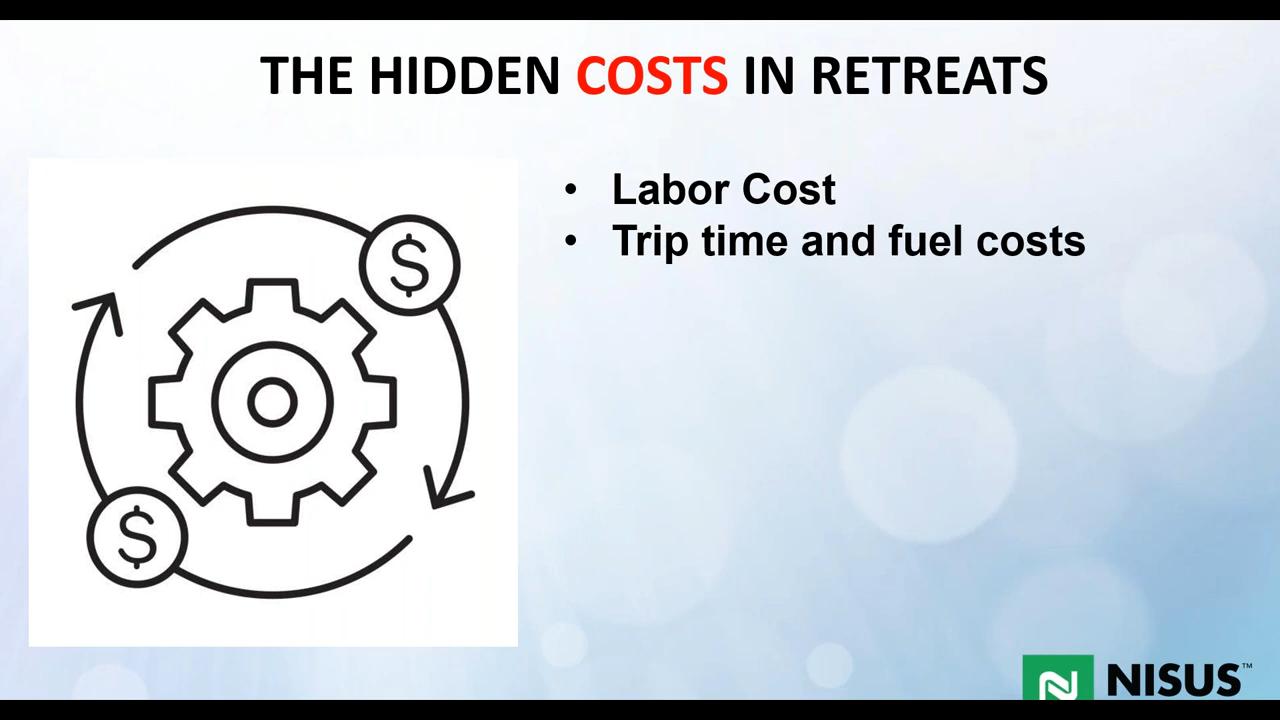 THE HIDDEN COSTS IN RETREATS
• Labor Cost
• Trip time and fuel costs
$
$
NISUS™